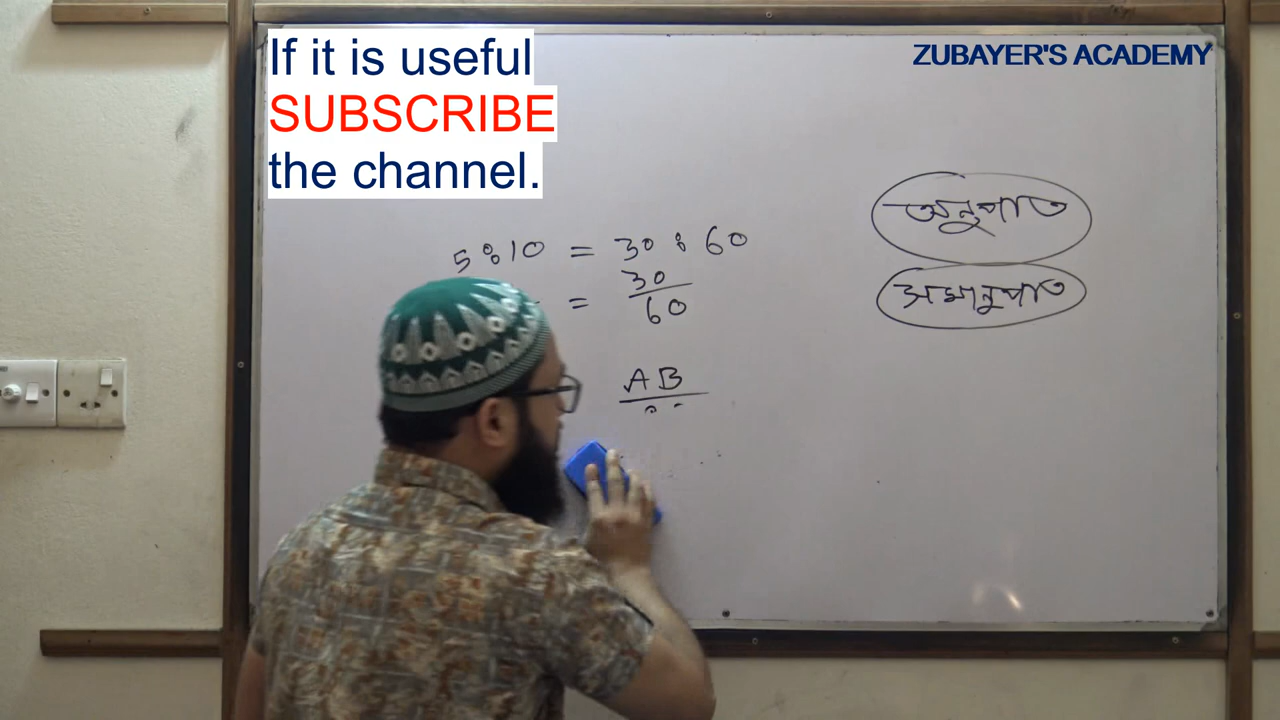 If it is useful
SUBSCRIBE
the channel.
ZUBAYER'S ACADEMY
অনুপাত
সমানুপাত
5:10 = 30:60
= 30
60
AB